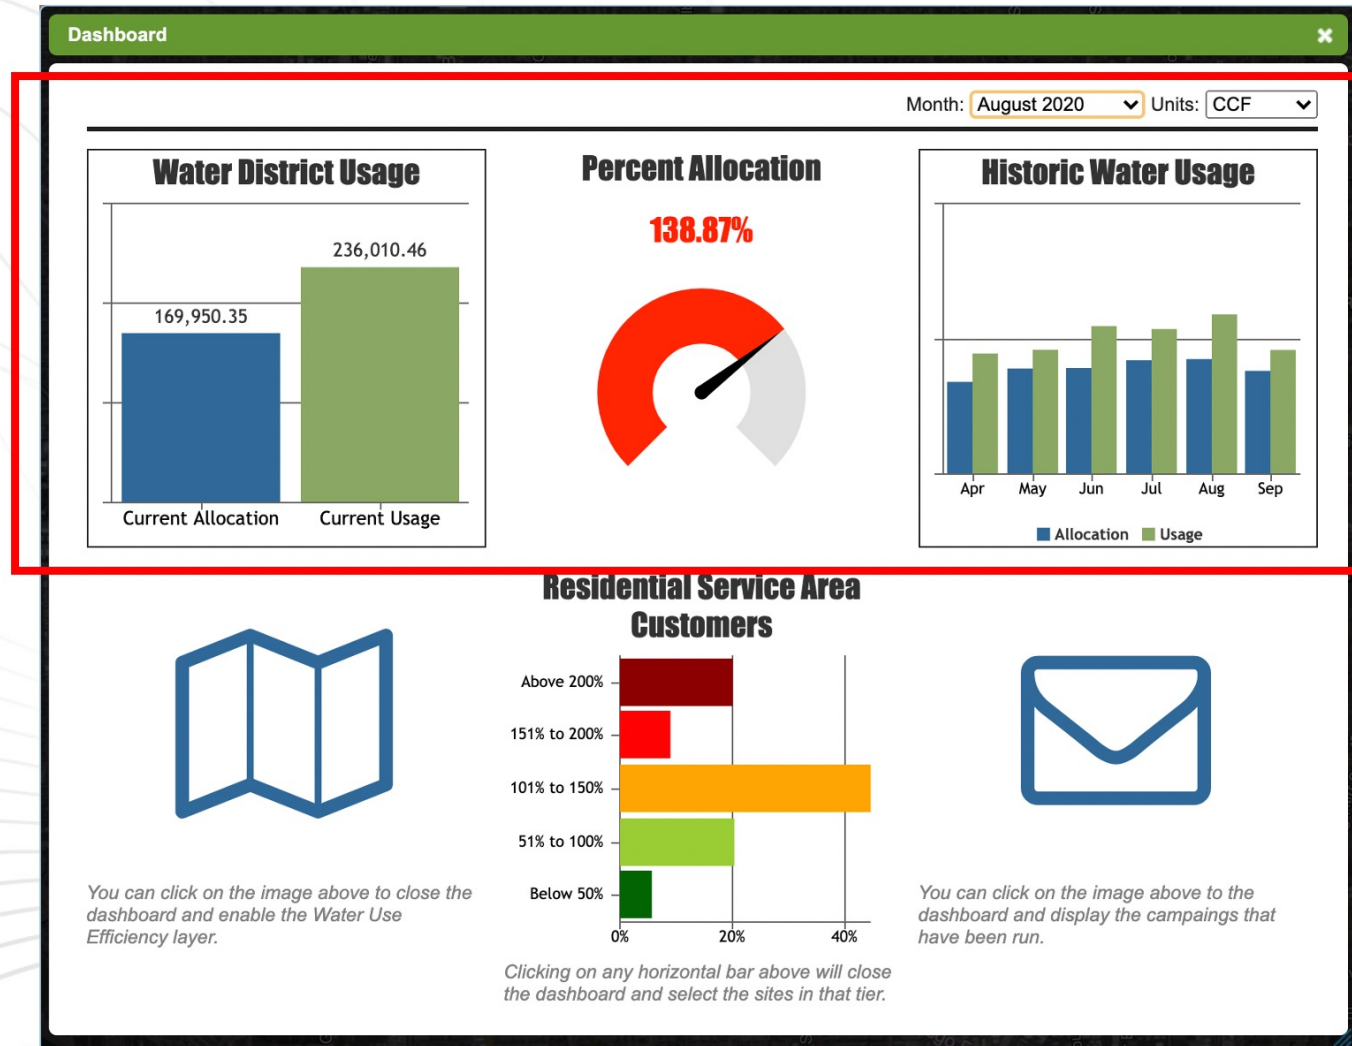 Dashboard
Month: August 2020 Units: CCF
Water District Usage
236,010.46
169,950.35
Current Allocation Current Usage
Percent Allocation
138.87%
Historic Water Usage
Apr May Jun Jul Aug Sep
Allocation Usage
Residential Service Area
Customers
Above 200%
151% to 200%
101% to 150%
51% to 100%
Below 50%
0% 20% 40%
You can click on the image above to close the
dashboard and enable the Water Use
Efficiency layer.
Clicking on any horizontal bar above will close
the dashboard and select the sites in that tier.
You can click on the image above to the
dashboard and display the campaings that
have been run.